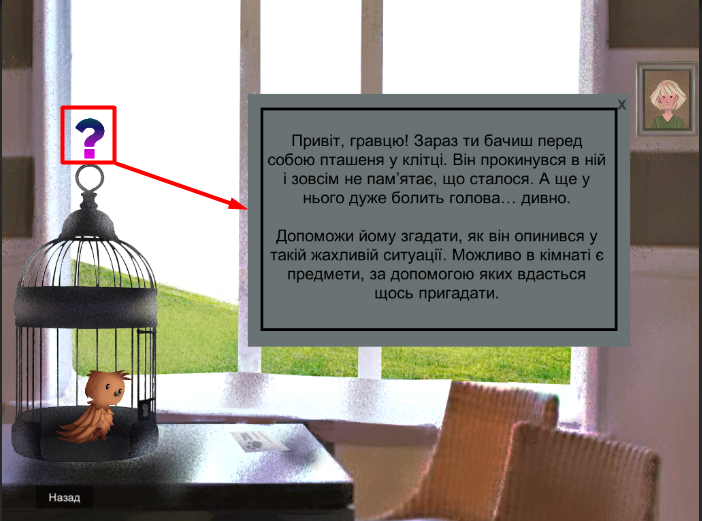 ?
x
Привіт, гравцю! Зараз ти бачиш перед
собою пташеня у клітці. Він прокинувся в ній
і зовсім не пам’ятає, що сталося. А ще у
нього дуже болить голова… дивно.
Допоможи йому згадати, як він опинився у
такій жахливій ситуації. Можливо в кімнаті є
предмети, за допомогою яких вдасться
щось пригадати.
Назад